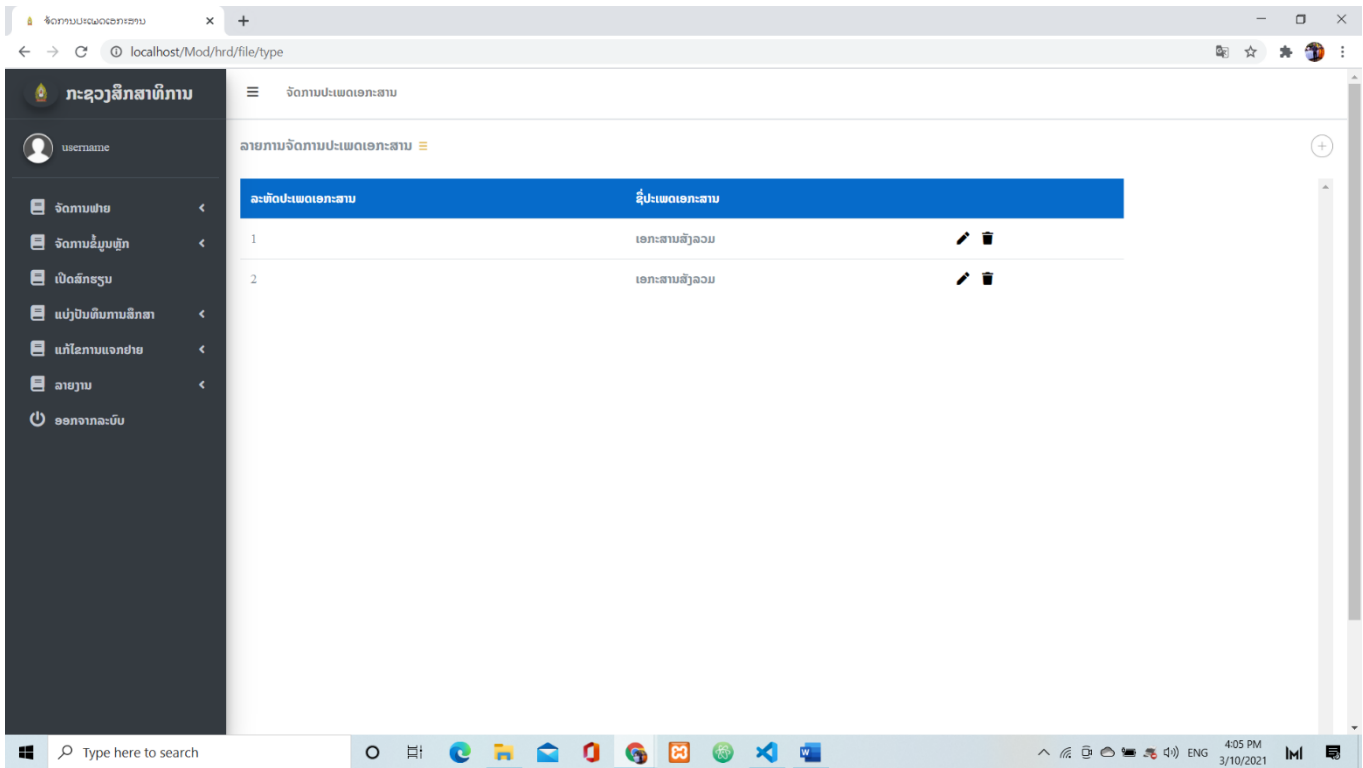 ຈັດການປະເພດເອກະສານ
localhost/Mod/hrd/file/type
ກະຊວງສຶກສາທິການ
ຈັດການປະເພດເອກະສານ
username
ລາຍການຈັດການປະເພດເອກະສານ
ລະຫັດປະເພດເອກະສານ ຊື່ປະເພດເອກະສານ
ຈັດການຟາຍ
1 ເອກະສານສັງລວມ
ຈັດການຂໍ້ມູນຫຼັກ
2 ເອກະສານສັງລວມ
ເປີດສົກຮຽນ
ແບ່ງປັນທຶນການສຶກສາ
ແກ້ໄຂການແຈກຢາຍ
ລາຍງານ
ອອກຈາກລະບົບ
Type here to search
ENG
4:05 PM
3/10/2021